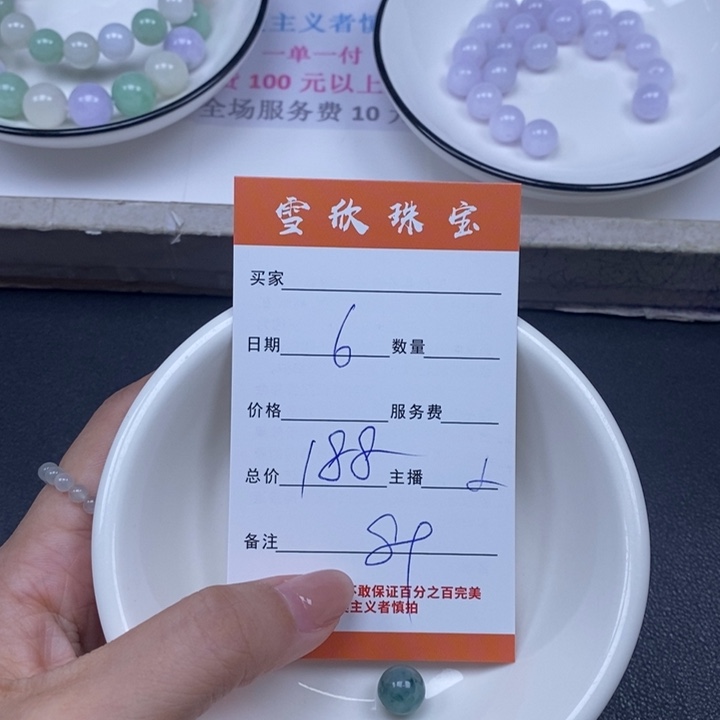 主义者慎
一单一付
费 100 元以上
全场服务费 10 元
雪欣珠宝
买家
日期 6 数量
价格 服务费
总价 188 主播
备注
不敢保证百分之百完美
主义者慎拍